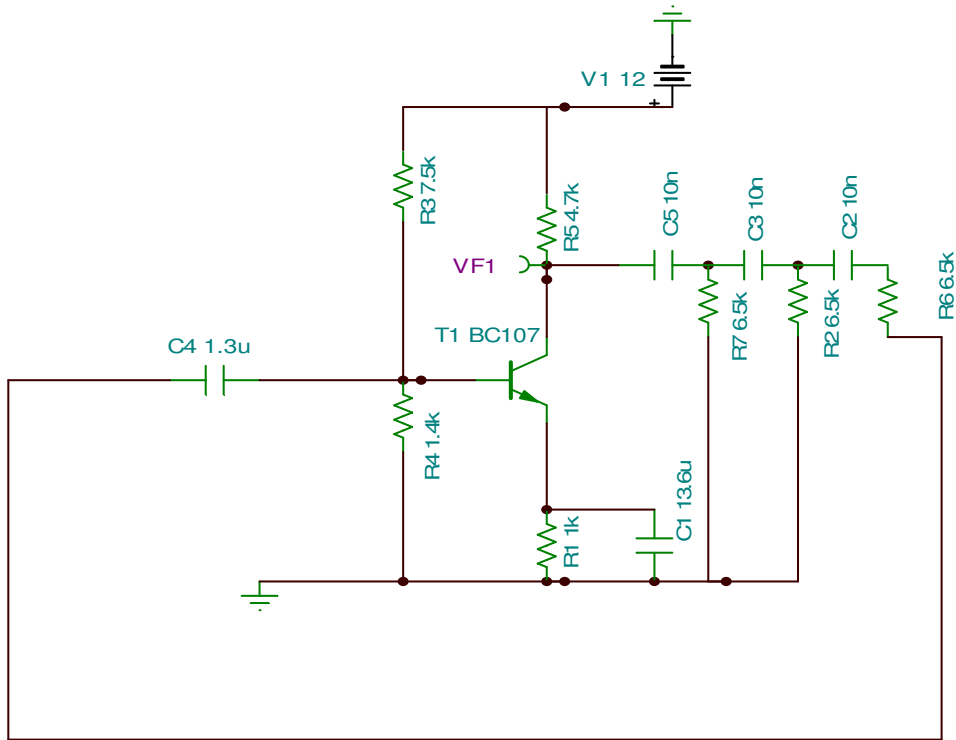 V1 12
+
R3 7.5k
R5 4.7k
C5 10n
C3 10n
C2 10n
VF1
R7 6.5k
R2 6.5k
R6 6.5k
T1 BC107
C4 1.3u
R4 1.4k
R1 1k
C1 13.6u